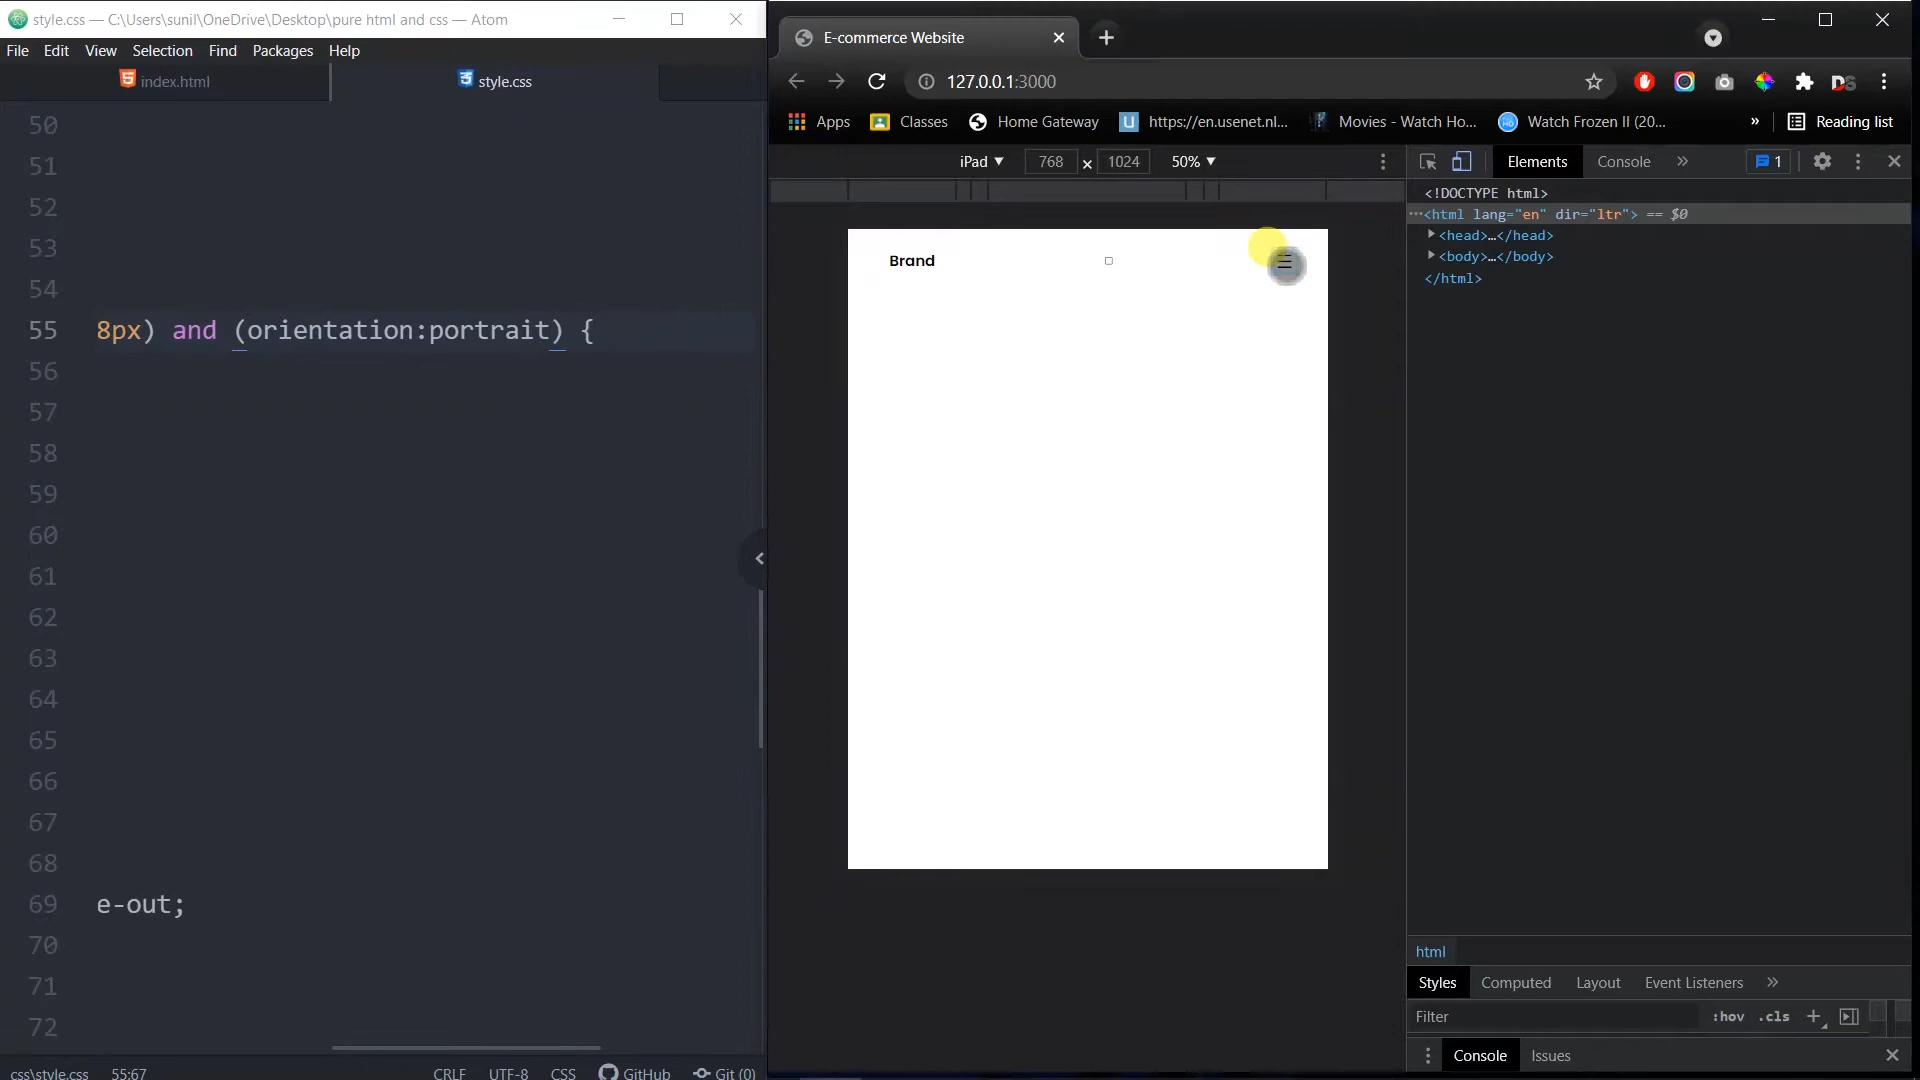 style.css — C:\Users\sunil\OneDrive\Desktop\pure html and css — Atom
File Edit View Selection Find Packages Help
index.html
style.css
50
51
52
53
54
55 8px) and (orientation:portrait) {
56
57
58
59
60
61
62
63
64
65
66
67
68
69 e-out;
70
71
72
css\style.css 55:67 CRLF UTF-8 CSS GitHub Git (0)
E-commerce Website
127.0.0.1:3000
Apps Classes Home Gateway U https://en.usenet.nl... Movies - Watch Ho... Watch Frozen II (20... » Reading list
iPad 768 × 1024 50%
Brand
Elements Console » 1
<!DOCTYPE html>
<html lang="en" dir="ltr"> == $0
<head>…</head>
<body>…</body>
</html>
html
Styles Computed Layout Event Listeners »
Filter :hov .cls +
Console Issues